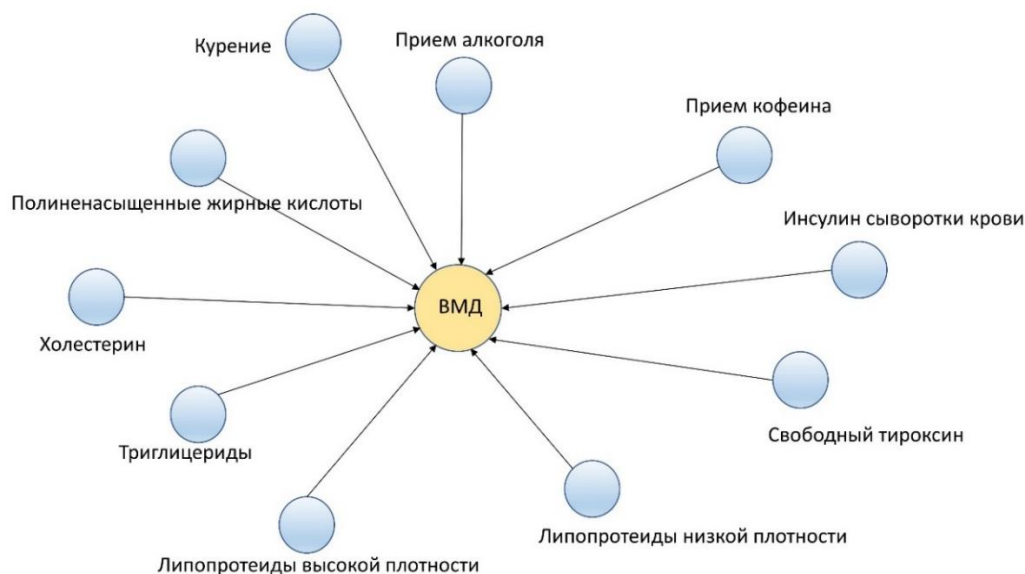 Курение
Прием алкоголя
Прием кофеина
Полиненасыщенные жирные кислоты
Инсулин сыворотки крови
ВМД
Холестерин
Свободный тироксин
Триглицериды
Липопротеиды низкой плотности
Липопротеиды высокой плотности